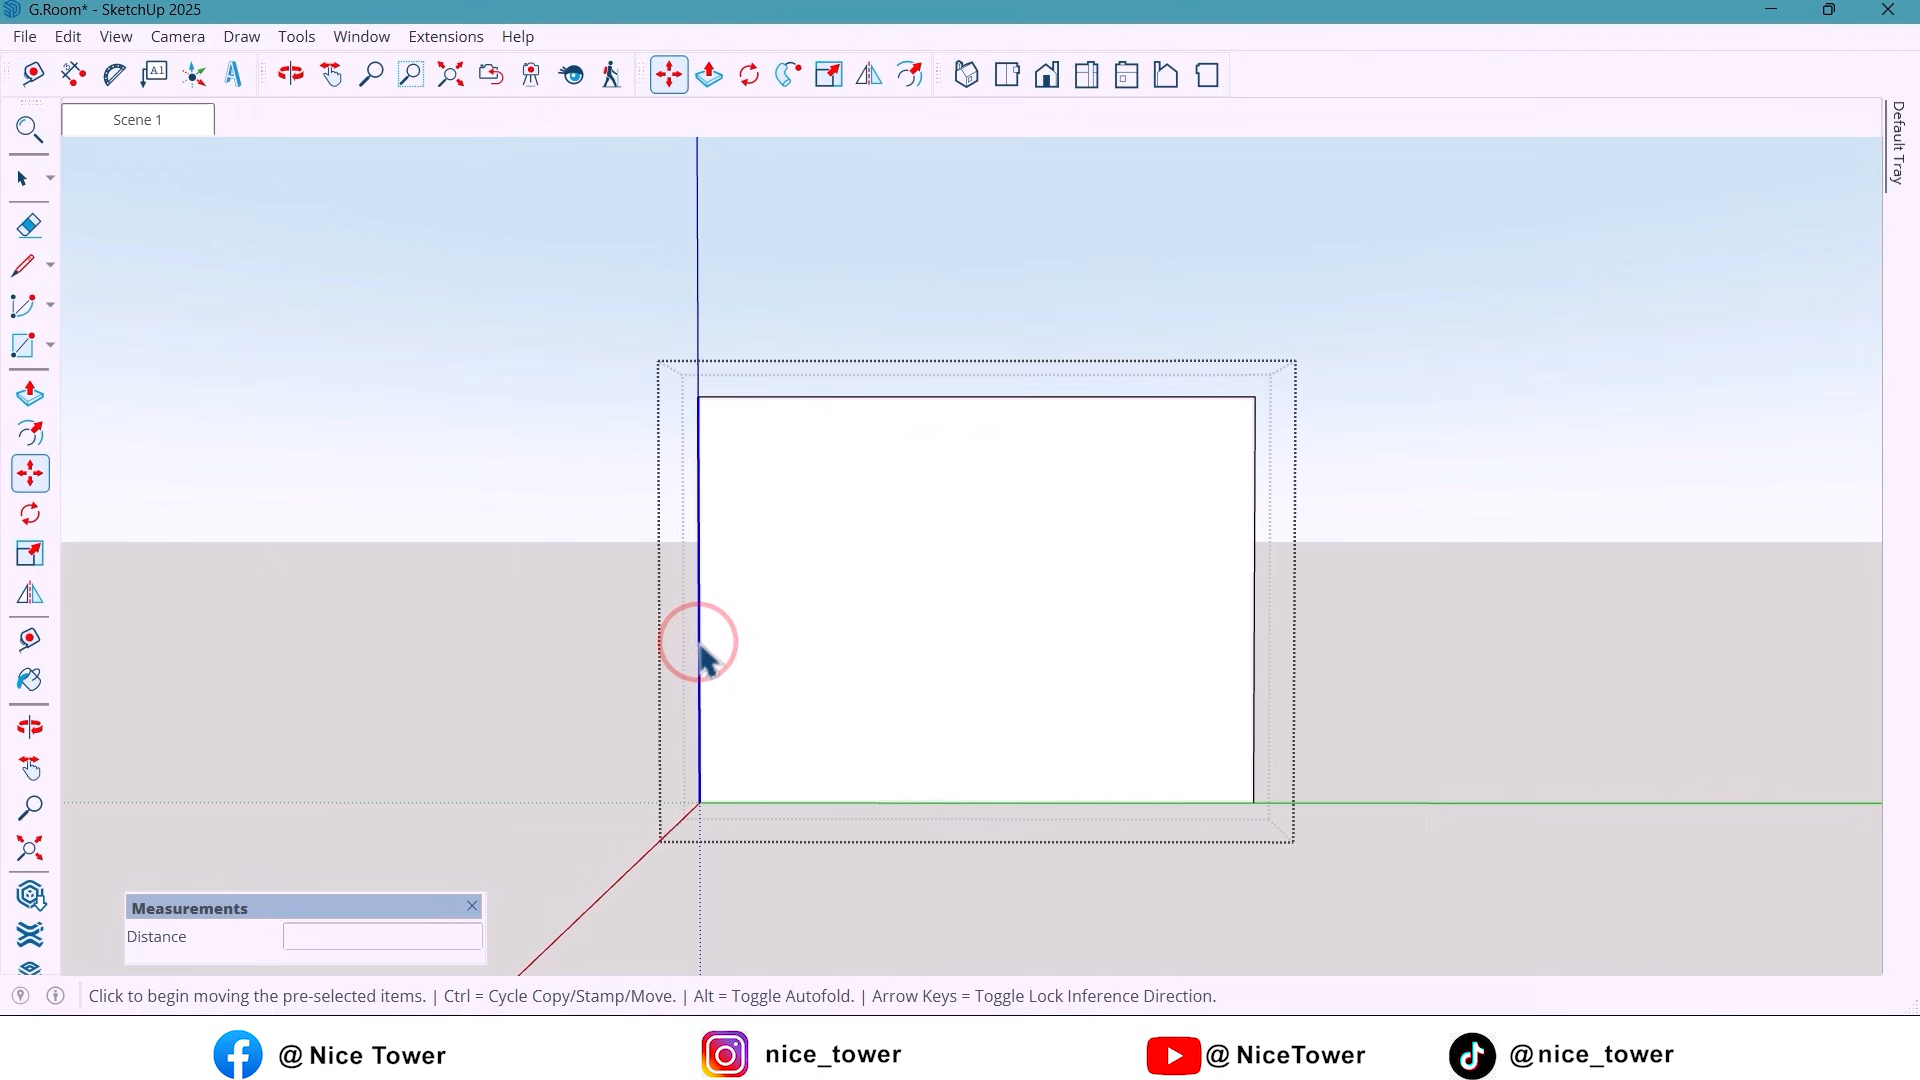 G.Room* - SketchUp 2025
File Edit View Camera Draw Tools Window Extensions Help
A1
Scene 1
Default Tray
Measurements
Distance
Click to begin moving the pre-selected items. | Ctrl = Cycle Copy/Stamp/Move. | Alt = Toggle Autofold. | Arrow Keys = Toggle Lock Inference Direction.
@ Nice Tower nice_tower @ NiceTower @nice_tower